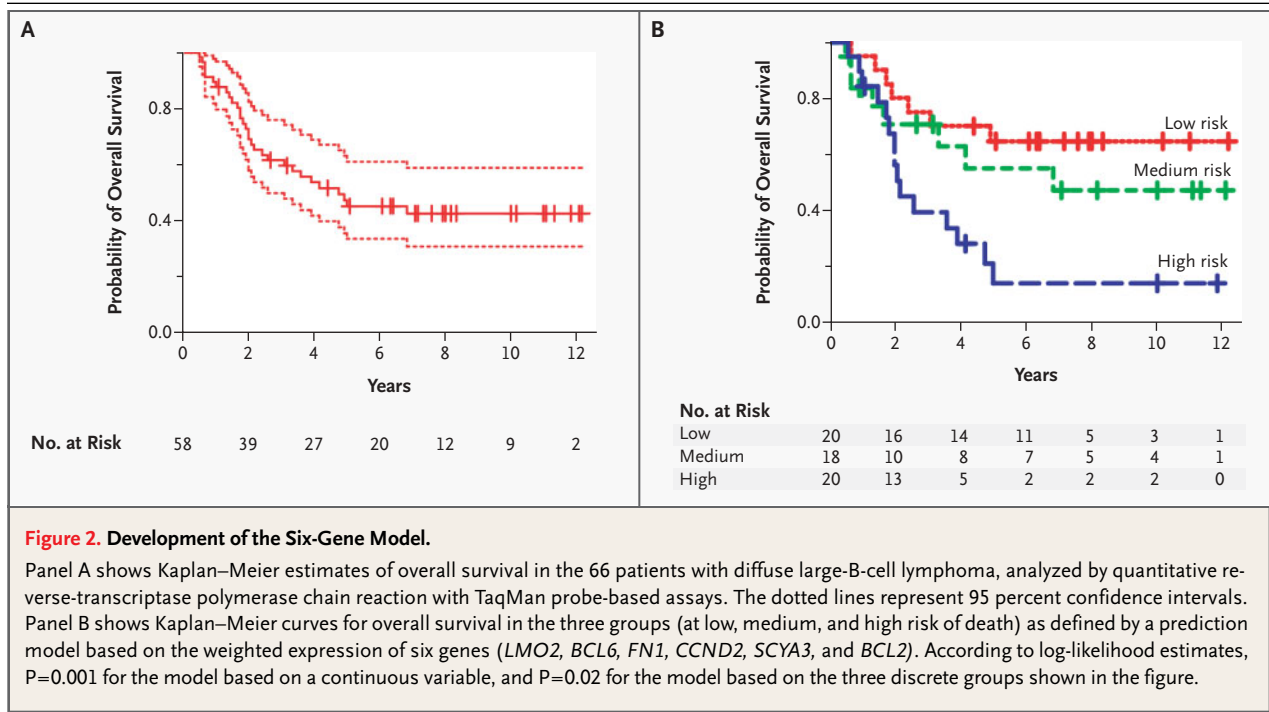 A
Probability of Overall Survival
0.8
0.4
0.0
0 2 4 6 8 10 12
Years
No. at Risk 58 39 27 20 12 9 2
B
Probability of Overall Survival
0.8
0.4
0.0
Low risk
Medium risk
High risk
0 2 4 6 8 10 12
Years
No. at Risk
Low 20 16 14 11 5 3 1
Medium 18 10 8 7 5 4 1
High 20 13 5 2 2 2 0
Figure 2. Development of the Six-Gene Model.
Panel A shows Kaplan–Meier estimates of overall survival in the 66 patients with diffuse large-B-cell lymphoma, analyzed by quantitative re-
verse-transcriptase polymerase chain reaction with TaqMan probe-based assays. The dotted lines represent 95 percent confidence intervals.
Panel B shows Kaplan–Meier curves for overall survival in the three groups (at low, medium, and high risk of death) as defined by a prediction
model based on the weighted expression of six genes (LMO2, BCL6, FN1, CCND2, SCYA3, and BCL2). According to log-likelihood estimates,
P=0.001 for the model based on a continuous variable, and P=0.02 for the model based on the three discrete groups shown in the figure.